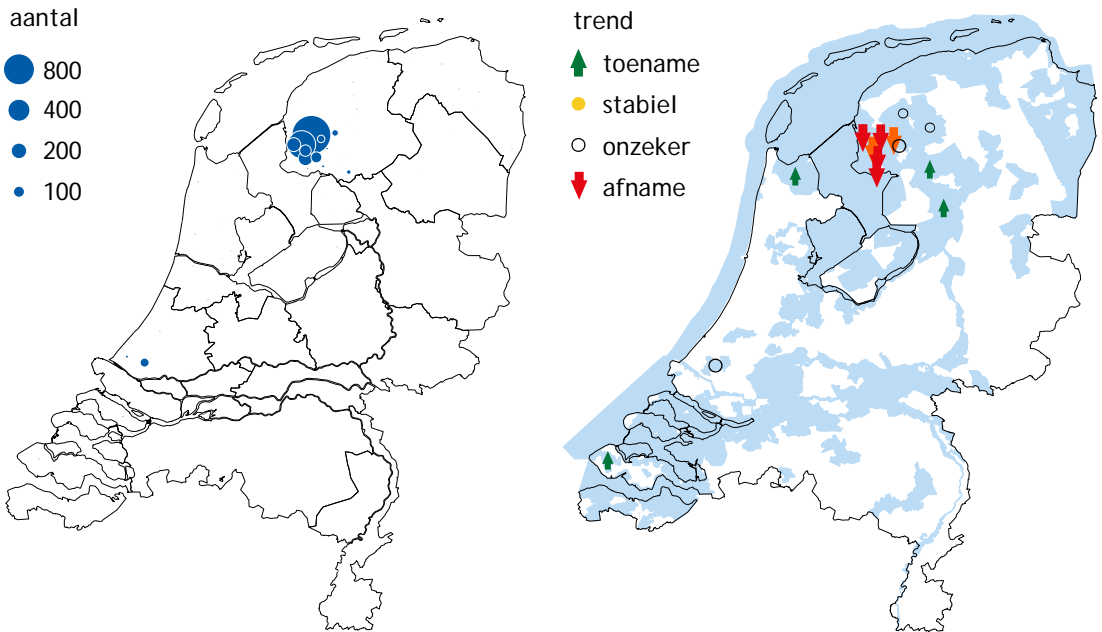 aantal
800
400
200
100
trend
toename
stabiel
onzeker
afname